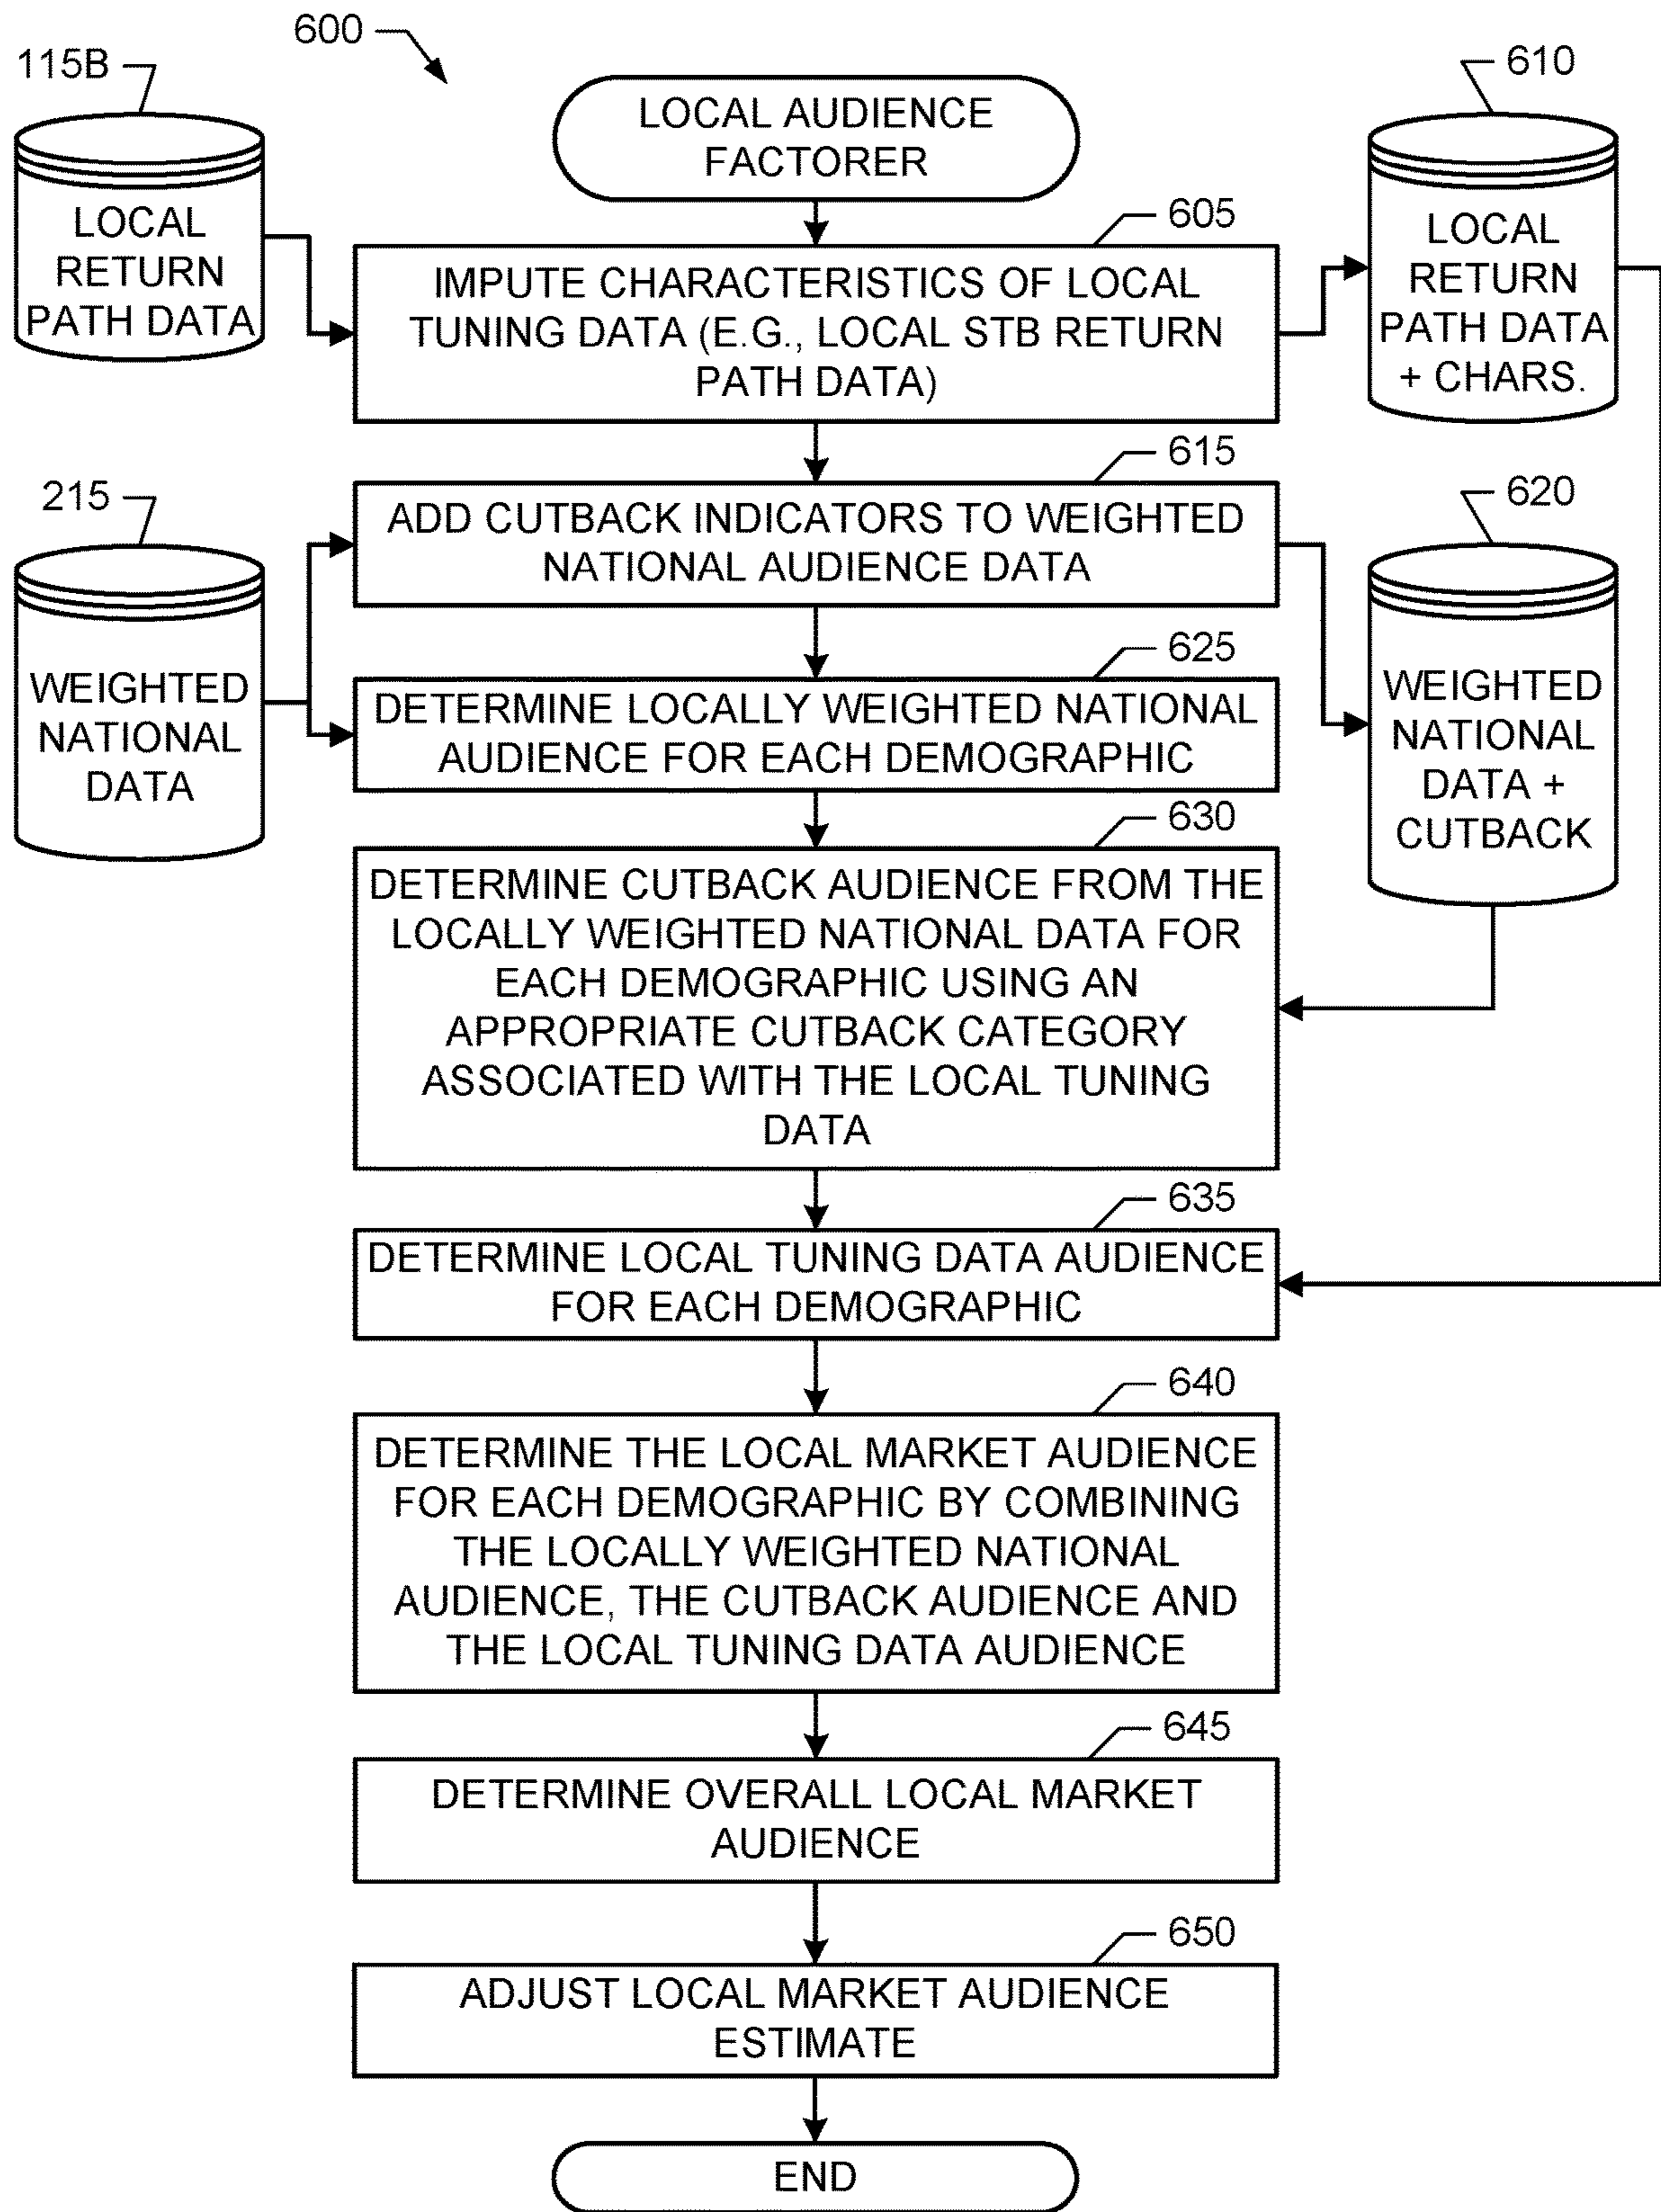 600
115B
LOCAL
RETURN
PATH DATA
LOCAL AUDIENCE
FACTORER
610
LOCAL
RETURN
PATH DATA
+ CHARS.
605
IMPUTE CHARACTERISTICS OF LOCAL
TUNING DATA (E.G., LOCAL STB RETURN
PATH DATA)
215
WEIGHTED
NATIONAL
DATA
615
ADD CUTBACK INDICATORS TO WEIGHTED
NATIONAL AUDIENCE DATA
620
WEIGHTED
NATIONAL
DATA +
CUTBACK
625
DETERMINE LOCALLY WEIGHTED NATIONAL
AUDIENCE FOR EACH DEMOGRAPHIC
630
DETERMINE CUTBACK AUDIENCE FROM THE
LOCALLY WEIGHTED NATIONAL DATA FOR
EACH DEMOGRAPHIC USING AN
APPROPRIATE CUTBACK CATEGORY
ASSOCIATED WITH THE LOCAL TUNING
DATA
635
DETERMINE LOCAL TUNING DATA AUDIENCE
FOR EACH DEMOGRAPHIC
640
DETERMINE THE LOCAL MARKET AUDIENCE
FOR EACH DEMOGRAPHIC BY COMBINING
THE LOCALLY WEIGHTED NATIONAL
AUDIENCE, THE CUTBACK AUDIENCE AND
THE LOCAL TUNING DATA AUDIENCE
645
DETERMINE OVERALL LOCAL MARKET
AUDIENCE
650
ADJUST LOCAL MARKET AUDIENCE
ESTIMATE
END